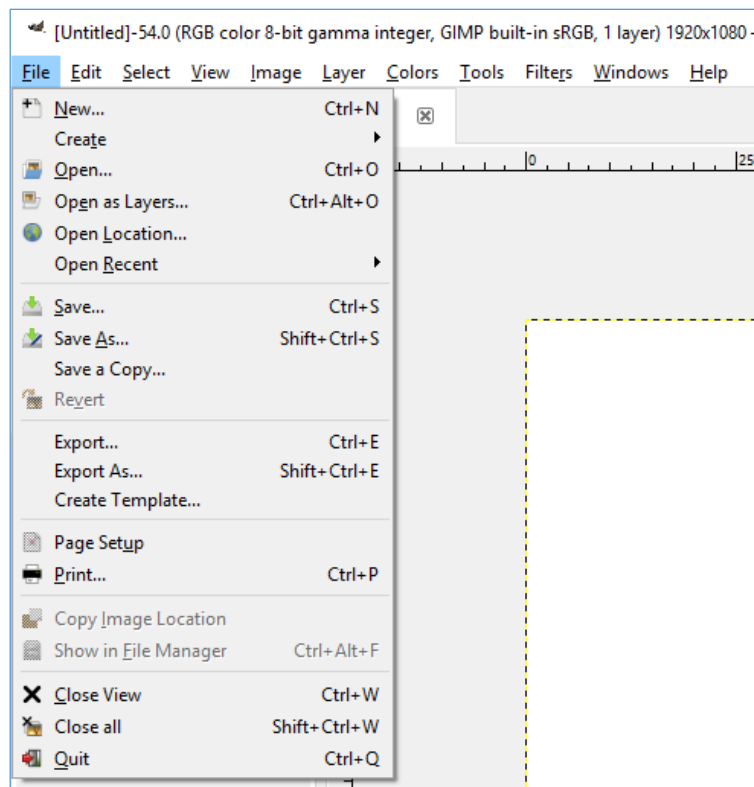 [Untitled]-54.0 (RGB color 8-bit gamma integer, GIMP built-in sRGB, 1 layer) 1920x1080 -
File Edit Select View Image Layer Colors Tools Filters Windows Help
New... Ctrl+N
Create
Open... Ctrl+O
Open as Layers... Ctrl+Alt+O
Open Location...
Open Recent
Save... Ctrl+S
Save As... Shift+Ctrl+S
Save a Copy...
Revert
Export... Ctrl+E
Export As... Shift+Ctrl+E
Create Template...
Page Setup
Print... Ctrl+P
Copy Image Location
Show in File Manager Ctrl+Alt+F
Close View Ctrl+W
Close all Shift+Ctrl+W
Quit Ctrl+Q
0 25